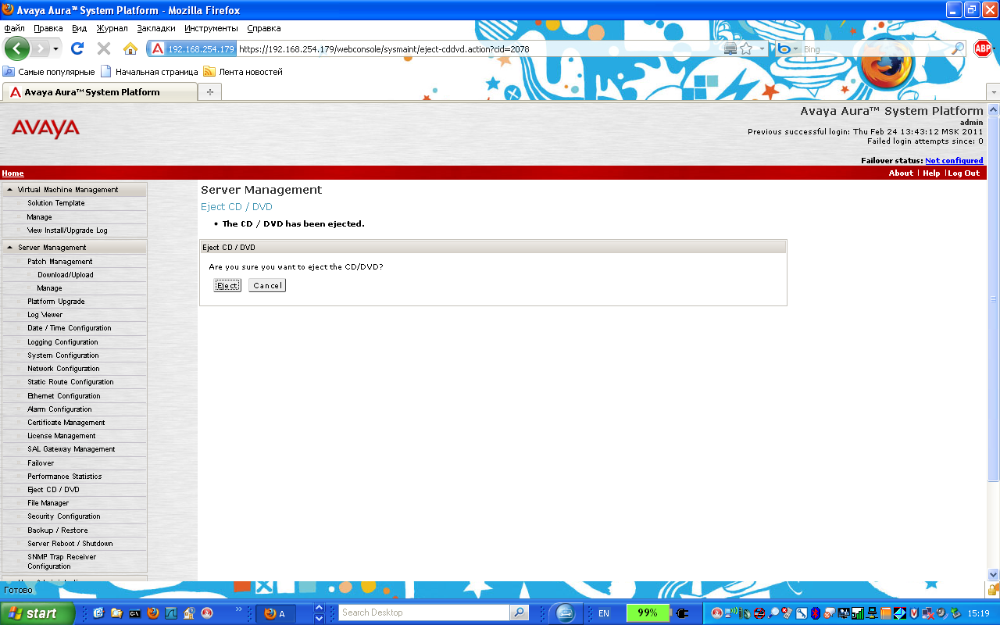 Avaya Aura™ System Platform - Mozilla Firefox
Файл Правка Вид Журнал Закладки Инструменты Справка
192.168.254.179 https://192.168.254.179/webconsole/sysmaint/eject-cddvd.action?cid=2078
Bing
ABP
Самые популярные Начальная страница Лента новостей
Avaya Aura™ System Platform
AVAYA
Avaya Aura™ System Platform
admin
Previous successful login: Thu Feb 24 13:43:12 MSK 2011
Failed login attempts since: 0
Failover status: Not configured
Home
About | Help | Log Out
Virtual Machine Management
Solution Template
Manage
View Install/Upgrade Log
Server Management
Patch Management
Download/Upload
Manage
Platform Upgrade
Log Viewer
Date / Time Configuration
Logging Configuration
System Configuration
Network Configuration
Static Route Configuration
Ethernet Configuration
Alarm Configuration
Certificate Management
License Management
SAL Gateway Management
Failover
Performance Statistics
Eject CD / DVD
File Manager
Security Configuration
Backup / Restore
Server Reboot / Shutdown
SNMP Trap Receiver
Configuration
Server Management
Eject CD / DVD
• The CD / DVD has been ejected.
Eject CD / DVD
Are you sure you want to eject the CD/DVD?
Eject Cancel
Готово
start
A
Search Desktop
EN
99%
15:19